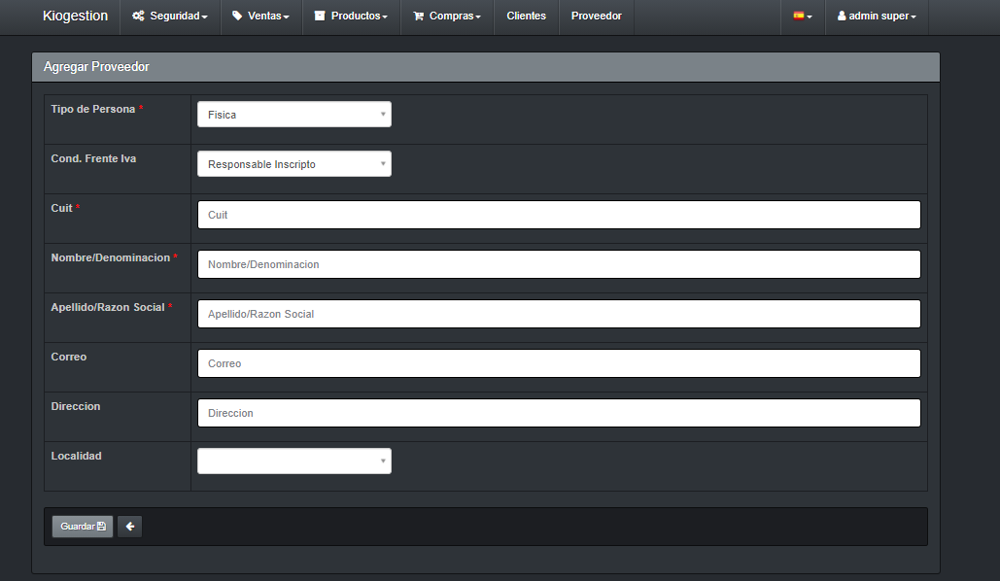 Kiogestion Seguridad Ventas Productos Compras Clientes Proveedor admin super
Agregar Proveedor
Tipo de Persona * Fisica
Cond. Frente Iva Responsable Inscripto
Cuit * Cuit
Nombre/Denominacion * Nombre/Denominacion
Apellido/Razon Social * Apellido/Razon Social
Correo Correo
Direccion Direccion
Localidad
Guardar